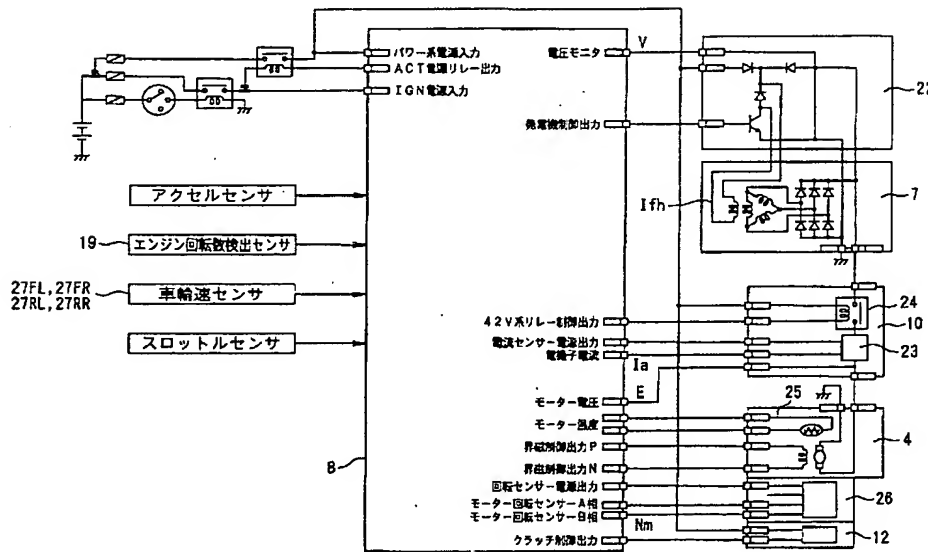 パワー系電源入力
ACT電源リレー出力
IGN電源入力
電圧モニタ
V
22
発電機制御出力
7
Ifh
アクセルセンサ
19
エンジン回転数検出センサ
27FL,27FR
27RL,27RR
車輪速センサ
スロットルセンサ
42V系リレー制御出力
電流センサー電源出力
電機子電流
Ia
24
10
23
モーター電圧
E
モーター温度
25
界磁制御出力P
4
8
界磁制御出力N
回転センサー電源出力
26
モーター回転センサーA相
モーター回転センサーB相
Nm
クラッチ制御出力
12